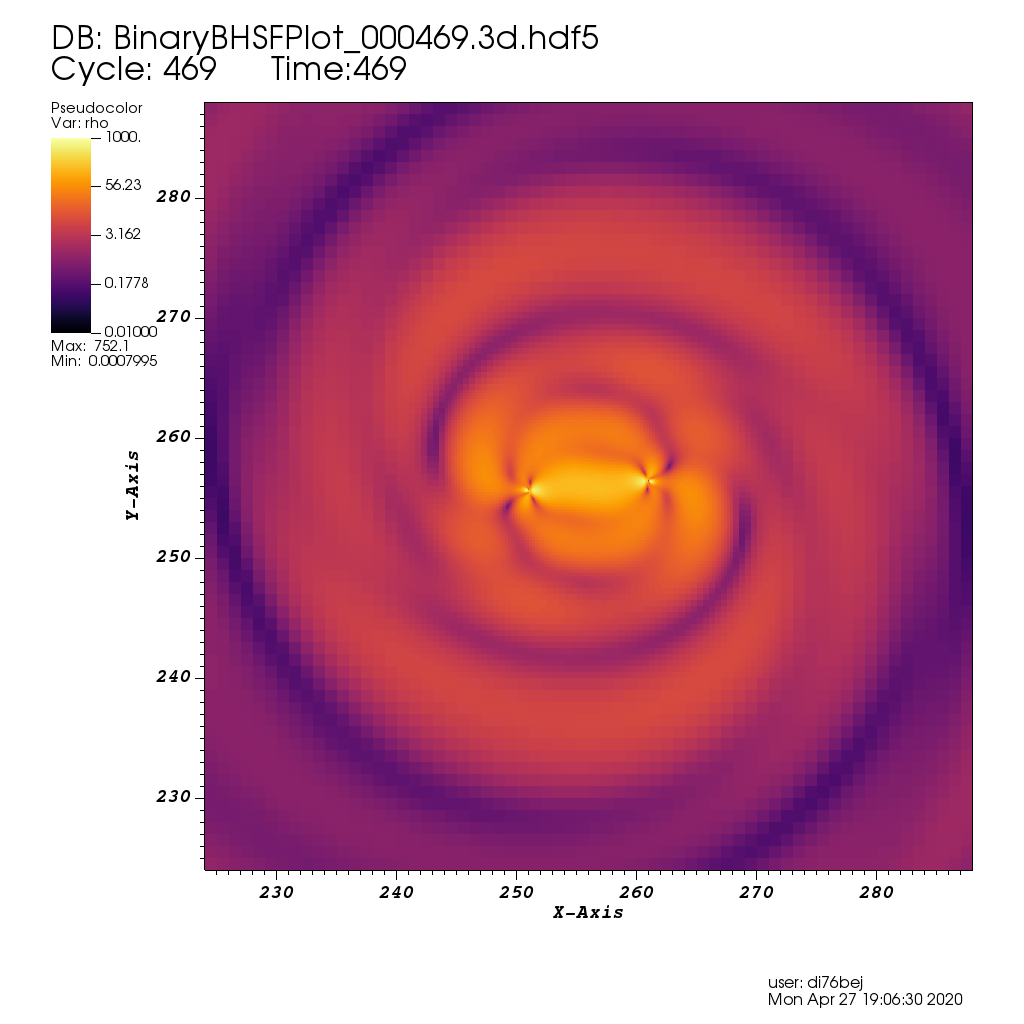 DB: BinaryBHSFPlot_000469.3d.hdf5
Cycle: 469 Time:469
Pseudocolor
Var: rho
1000.
56.23
3.162
0.1778
0.01000
Max: 752.1
Min: 0.0007995
280
270
260
250
240
230
Y-Axis
230 240 250 260 270 280
X-Axis
user: di76bej
Mon Apr 27 19:06:30 2020